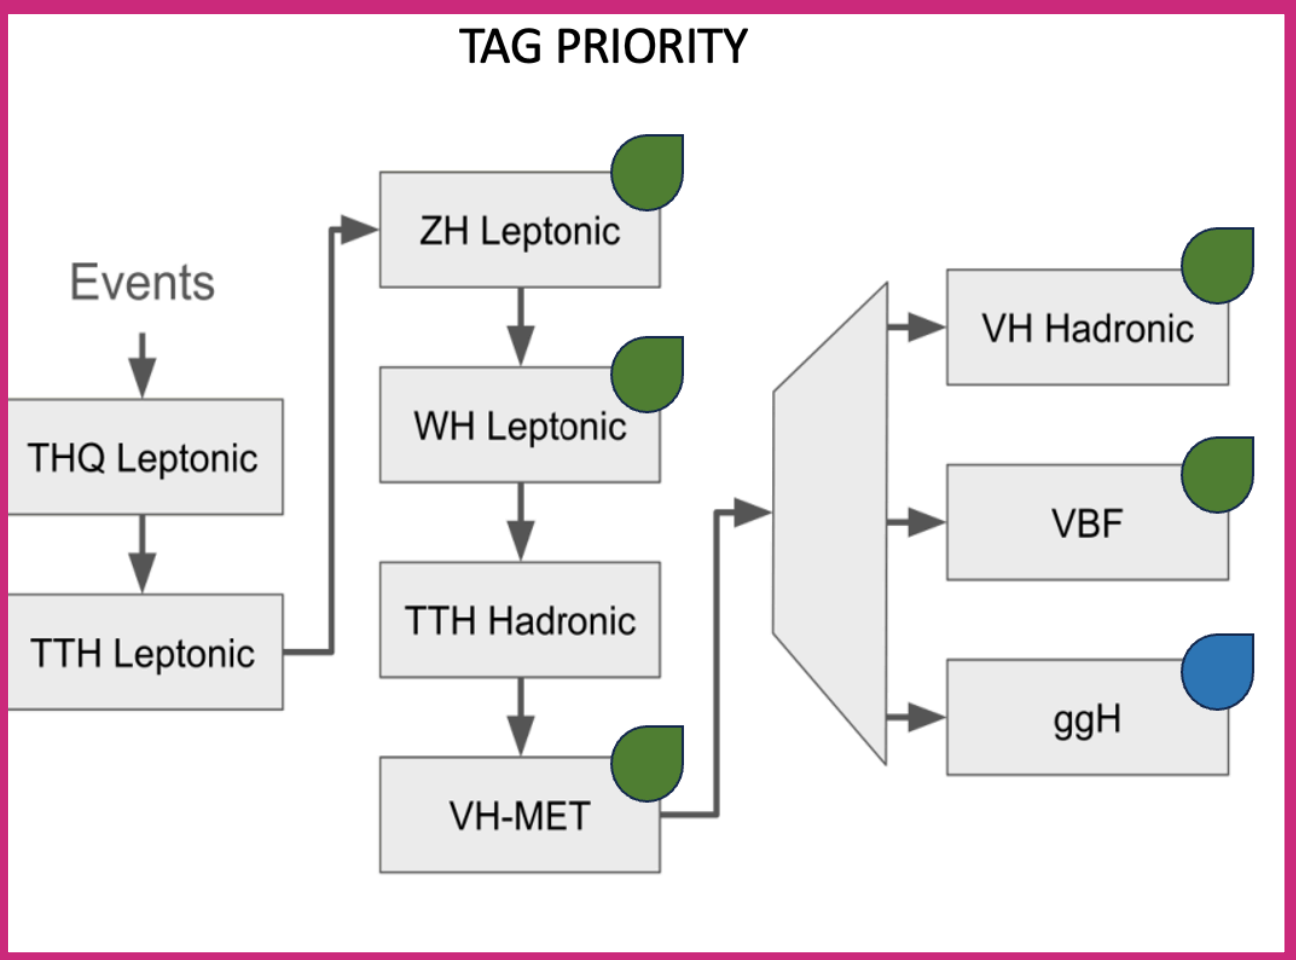 TAG PRIORITY
Events
THQ Leptonic
TTH Leptonic
ZH Leptonic
WH Leptonic
TTH Hadronic
VH-MET
VH Hadronic
VBF
ggH